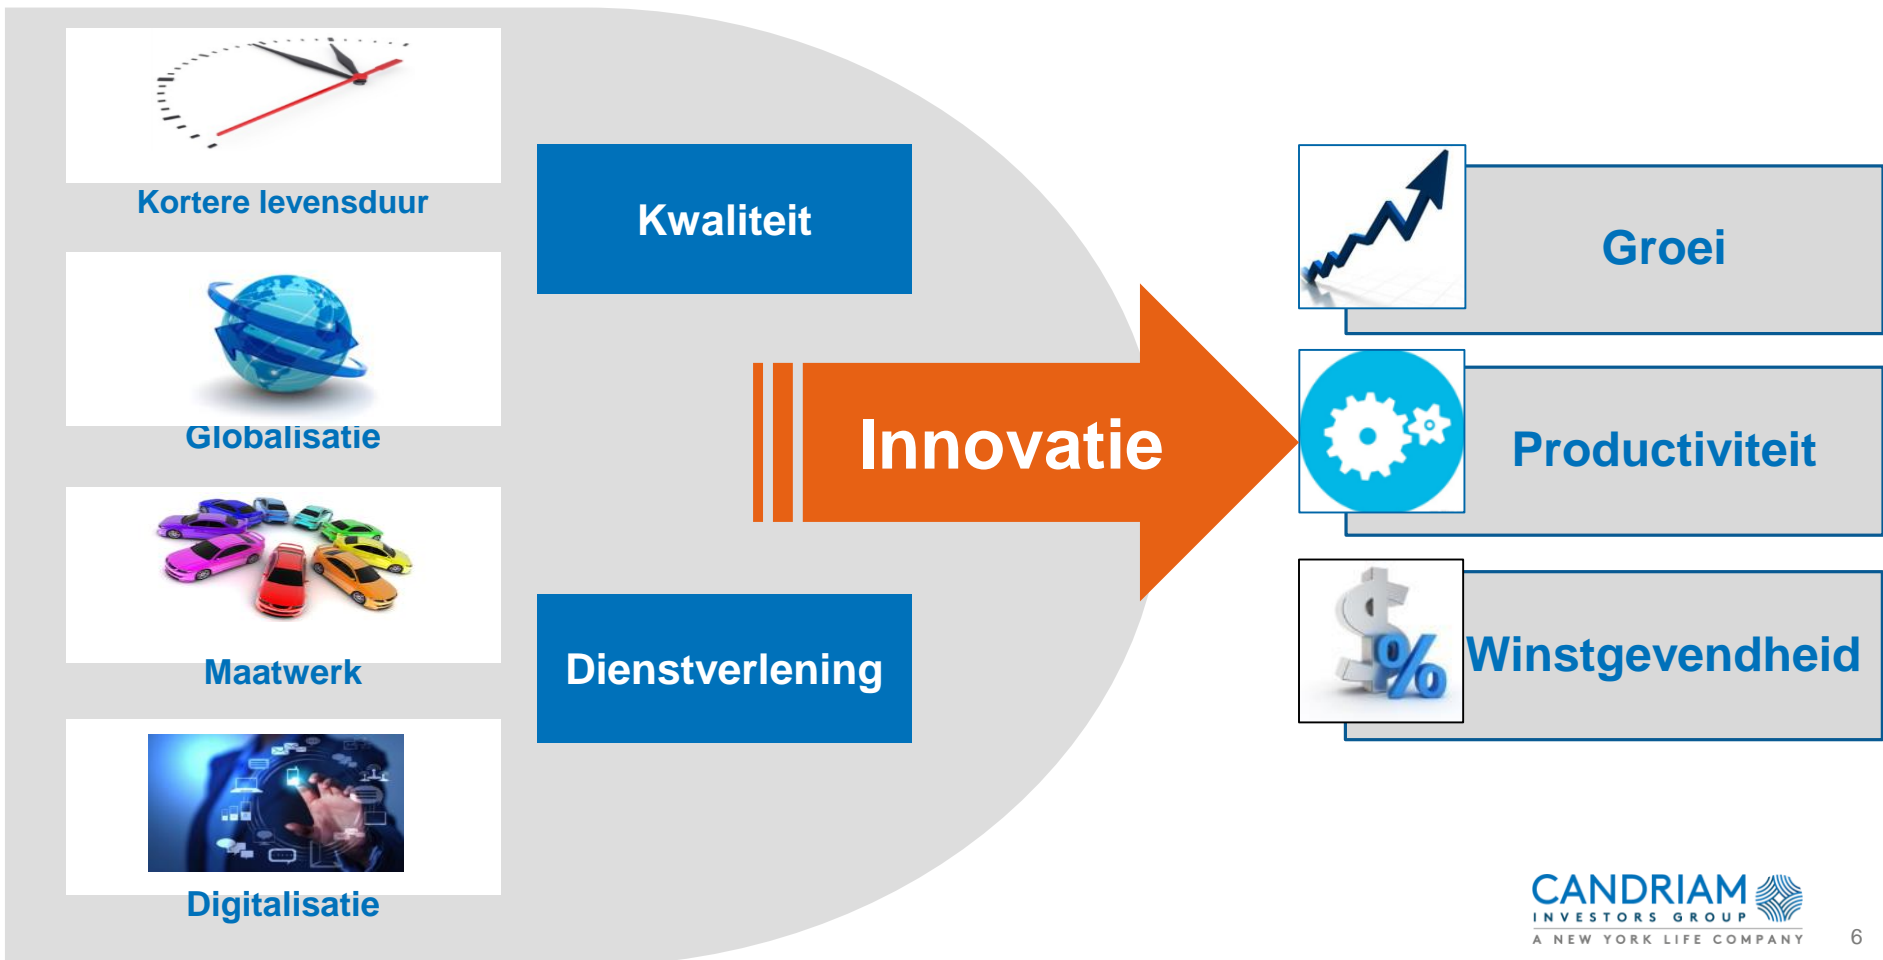 Kortere levensduur
Globalisatie
Maatwerk
Digitalisatie
Kwaliteit
Dienstverlening
Innovatie
Groei
Productiviteit
Winstgevendheid
CANDRIAM
INVESTORS GROUP
A NEW YORK LIFE COMPANY
6